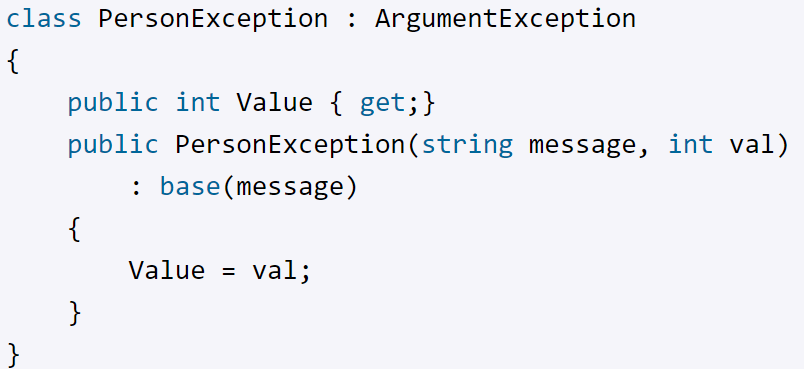 class PersonException : ArgumentException
{
    public int Value { get;}
    public PersonException(string message, int val)
        : base(message)
    {
        Value = val;
    }
}